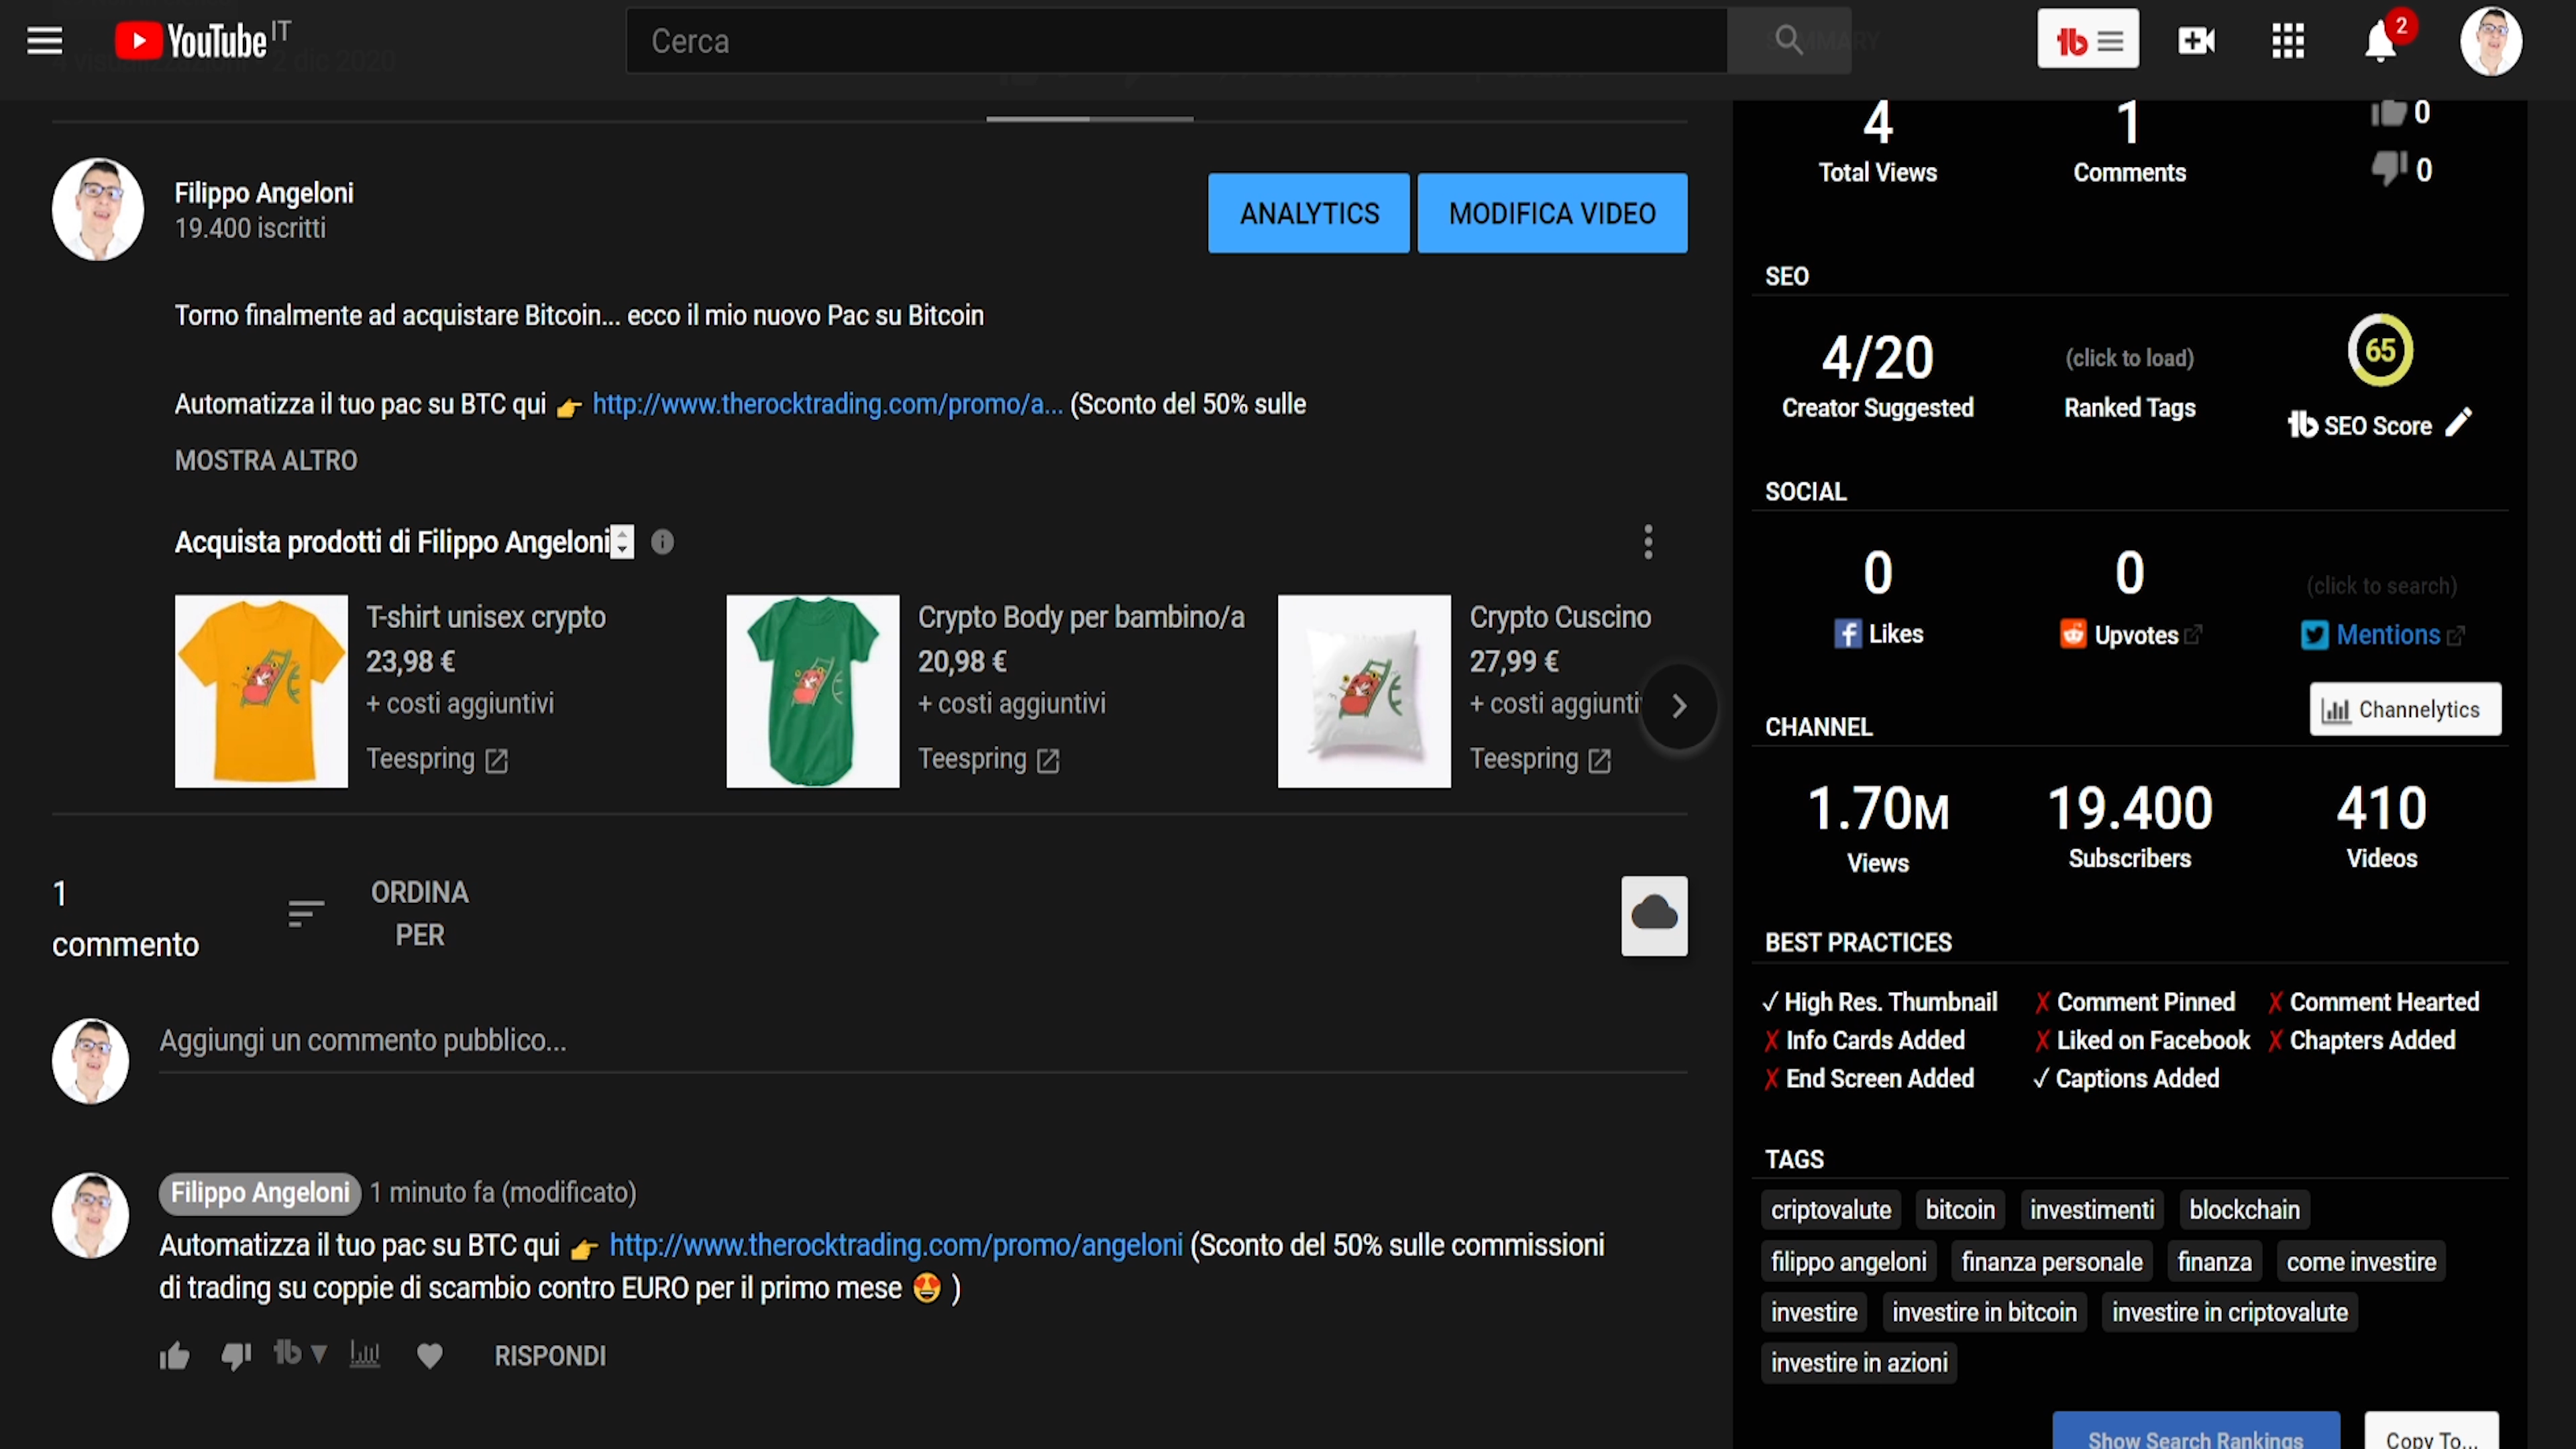 YouTube IT
Cerca
2
4 visualizzazioni 2 dic 2020
SUMMARY
Filippo Angeloni
19.400 iscritti
ANALYTICS
MODIFICA VIDEO
Torno finalmente ad acquistare Bitcoin... ecco il mio nuovo Pac su Bitcoin
Automatizza il tuo pac su BTC qui 👉 http://www.therocktrading.com/promo/a... (Sconto del 50% sulle
MOSTRA ALTRO
Acquista prodotti di Filippo Angeloni
T-shirt unisex crypto
23,98 €
+ costi aggiuntivi
Teespring
Crypto Body per bambino/a
20,98 €
+ costi aggiuntivi
Teespring
Crypto Cuscino
27,99 €
+ costi aggiunti
Teespring
1
commento
ORDINA
PER
Aggiungi un commento pubblico...
Filippo Angeloni 1 minuto fa (modificato)
Automatizza il tuo pac su BTC qui 👉 http://www.therocktrading.com/promo/angeloni (Sconto del 50% sulle commissioni
di trading su coppie di scambio contro EURO per il primo mese 😍 )
RISPONDI
4
Total Views
1
Comments
0
0
SEO
4/20
Creator Suggested
(click to load)
Ranked Tags
65
SEO Score
SOCIAL
0
Likes
0
Upvotes
(click to search)
Mentions
CHANNEL
Channelytics
1.70M
Views
19.400
Subscribers
410
Videos
BEST PRACTICES
✓ High Res. Thumbnail ✗ Comment Pinned ✗ Comment Hearted
✗ Info Cards Added ✗ Liked on Facebook ✗ Chapters Added
✗ End Screen Added ✓ Captions Added
TAGS
criptovalute bitcoin investimenti blockchain
filippo angeloni finanza personale finanza come investire
investire investire in bitcoin investire in criptovalute
investire in azioni
Show Search Rankings
Copy To...